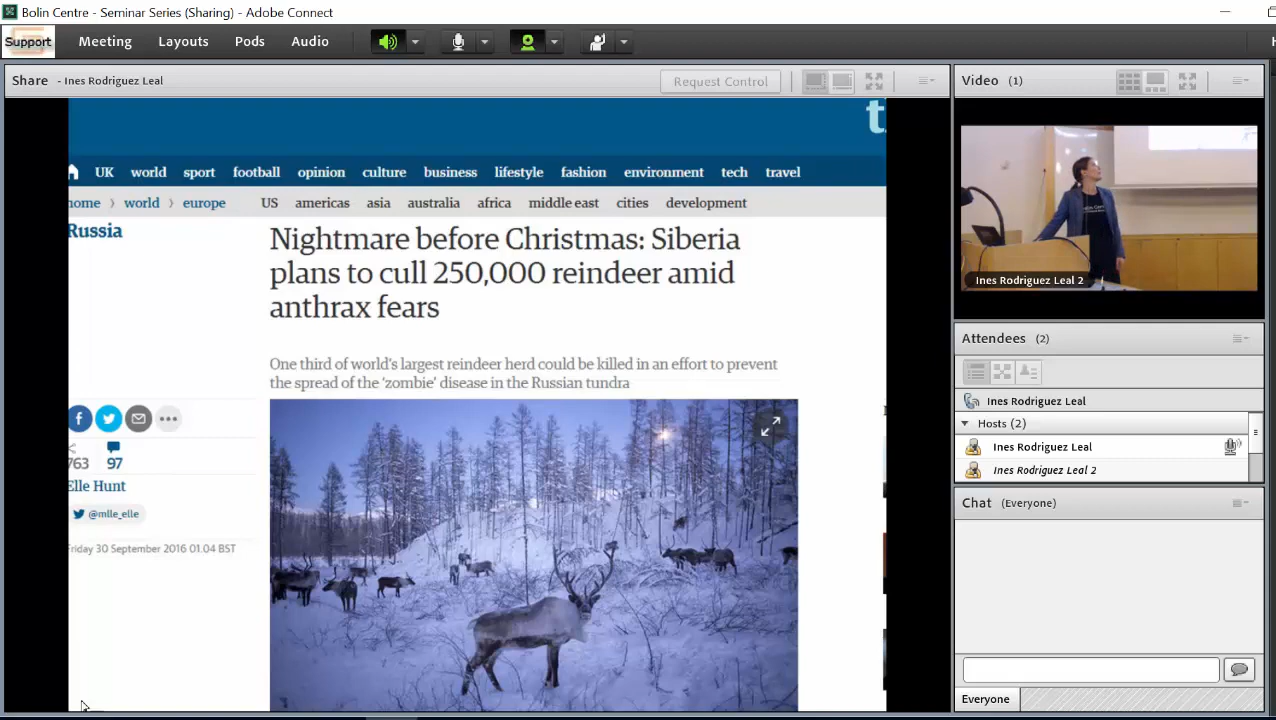 Bolin Centre - Seminar Series (Sharing) - Adobe Connect
Support Meeting Layouts Pods Audio
Share - Ines Rodriguez Leal
Request Control
t
UK world sport football opinion culture business lifestyle fashion environment tech travel
home › world › europe US americas asia australia africa middle east cities development
Russia
Nightmare before Christmas: Siberia
plans to cull 250,000 reindeer amid
anthrax fears
One third of world's largest reindeer herd could be killed in an effort to prevent
the spread of the 'zombie' disease in the Russian tundra
763 97
Elle Hunt
@mlle_elle
Friday 30 September 2016 01.04 BST
Video (1)
Ines Rodriguez Leal 2
Attendees (2)
Ines Rodriguez Leal
Hosts (2)
Ines Rodriguez Leal
Ines Rodriguez Leal 2
Chat (Everyone)
Everyone